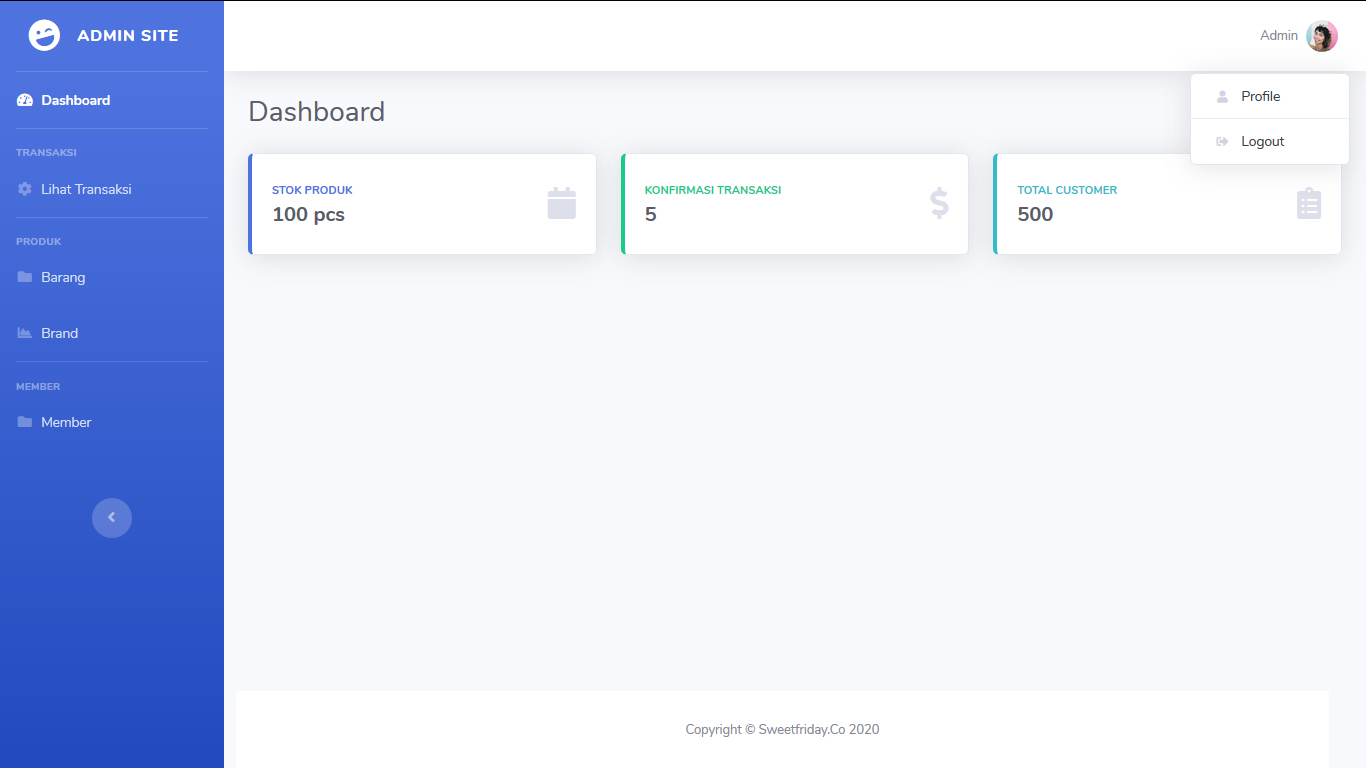 ADMIN SITE
Admin
Dashboard
Profile
Logout
TRANSAKSI
Lihat Transaksi
PRODUK
Barang
Brand
MEMBER
Member
Dashboard
STOK PRODUK
100 pcs
KONFIRMASI TRANSAKSI
5
TOTAL CUSTOMER
500
Copyright © Sweetfriday.Co 2020